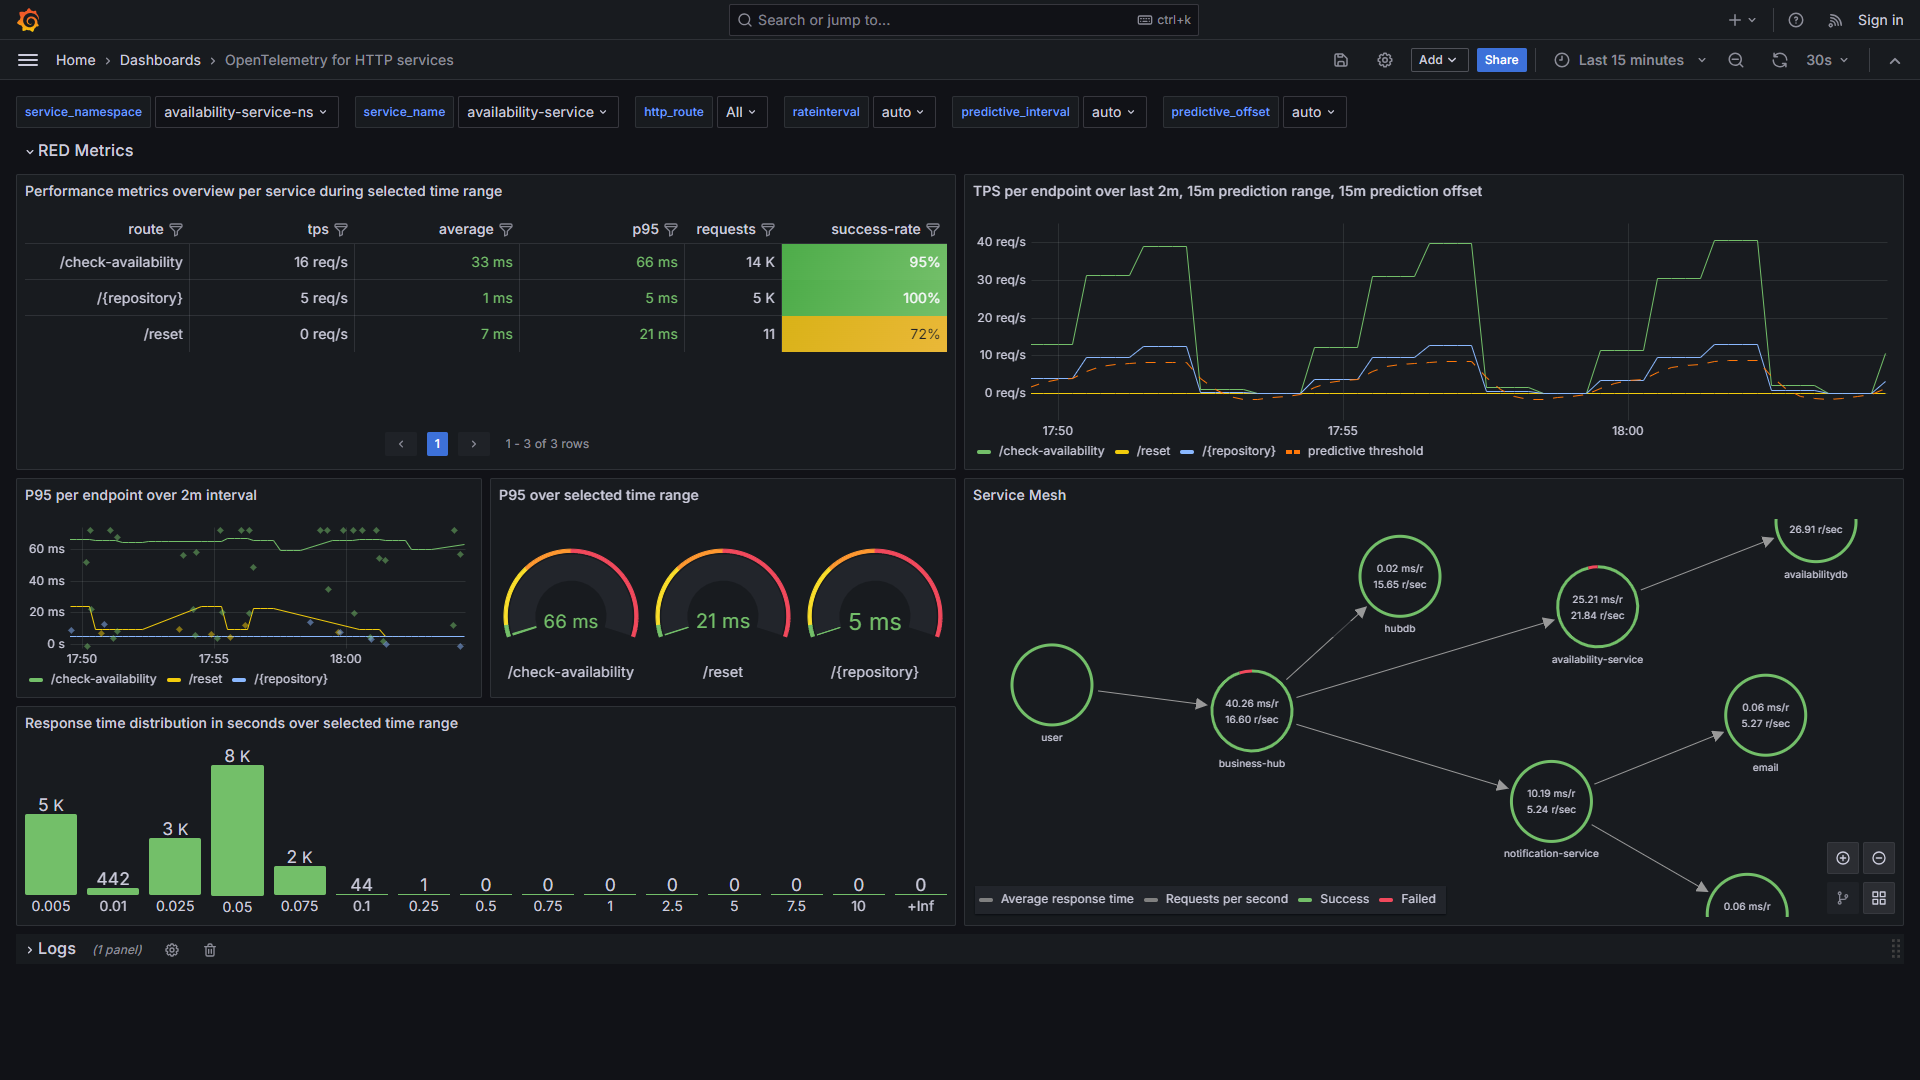 Search or jump to... ctrl+k Sign in
Home › Dashboards › OpenTelemetry for HTTP services Add Share Last 15 minutes 30s
service_namespace availability-service-ns service_name availability-service http_route All rateinterval auto predictive_interval auto predictive_offset auto
RED Metrics
Performance metrics overview per service during selected time range
route tps average p95 requests success-rate
/check-availability 16 req/s 33 ms 66 ms 14 K 95%
/{repository} 5 req/s 1 ms 5 ms 5 K 100%
/reset 0 req/s 7 ms 21 ms 11 72%
1
1 - 3 of 3 rows
TPS per endpoint over last 2m, 15m prediction range, 15m prediction offset
40 req/s
30 req/s
20 req/s
10 req/s
0 req/s
17:50 17:55 18:00
/check-availability /reset /{repository} predictive threshold
P95 per endpoint over 2m interval
60 ms
40 ms
20 ms
0 s
17:50 17:55 18:00
/check-availability /reset /{repository}
P95 over selected time range
66 ms 21 ms 5 ms
/check-availability /reset /{repository}
Service Mesh
26.91 r/sec
availabilitydb
0.02 ms/r
15.65 r/sec
hubdb
25.21 ms/r
21.84 r/sec
availability-service
user
40.26 ms/r
16.60 r/sec
business-hub
0.06 ms/r
5.27 r/sec
email
10.19 ms/r
5.24 r/sec
notification-service
0.06 ms/r
Average response time Requests per second Success Failed
Response time distribution in seconds over selected time range
5 K 442 3 K 8 K 2 K 44 1 0 0 0 0 0 0 0 0
0.005 0.01 0.025 0.05 0.075 0.1 0.25 0.5 0.75 1 2.5 5 7.5 10 +Inf
Logs (1 panel)